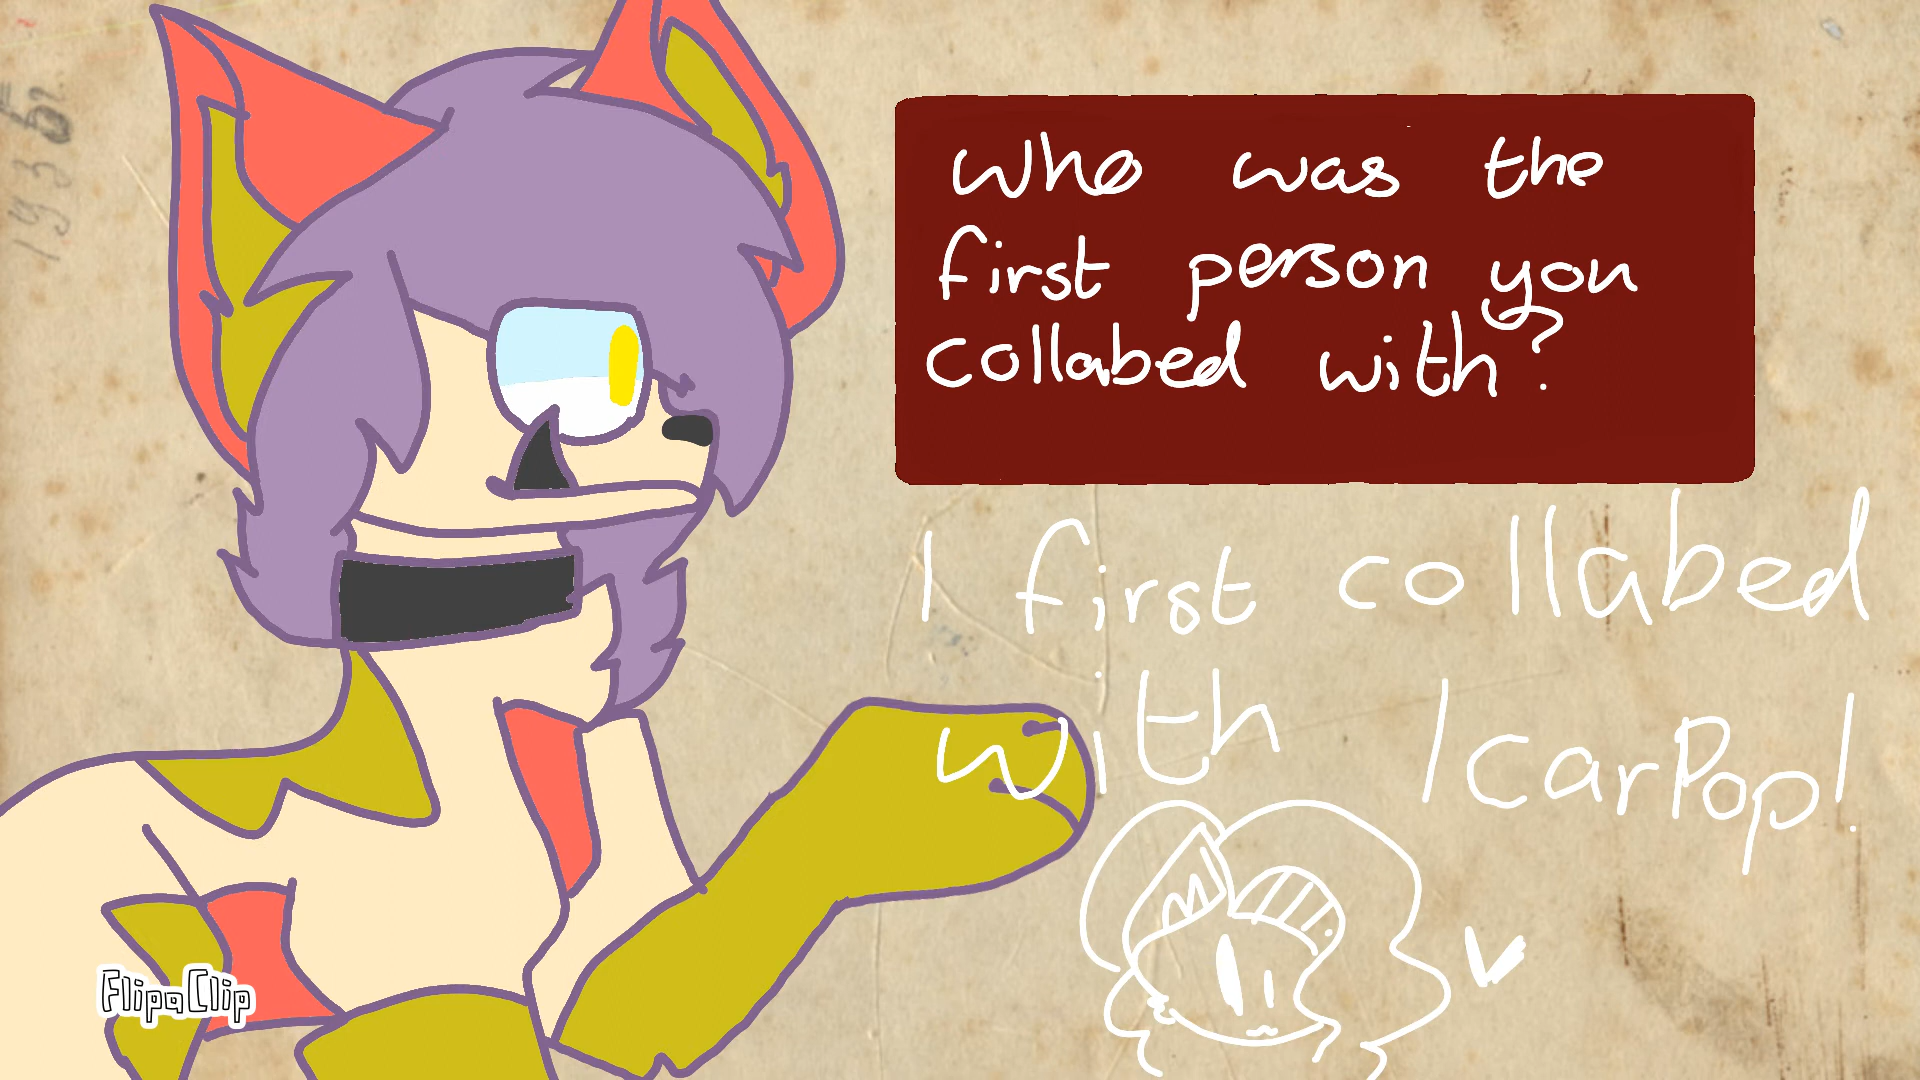 Who was the
first person you
collabed with?
I first collabed
with IcarPop!
FlipaClip